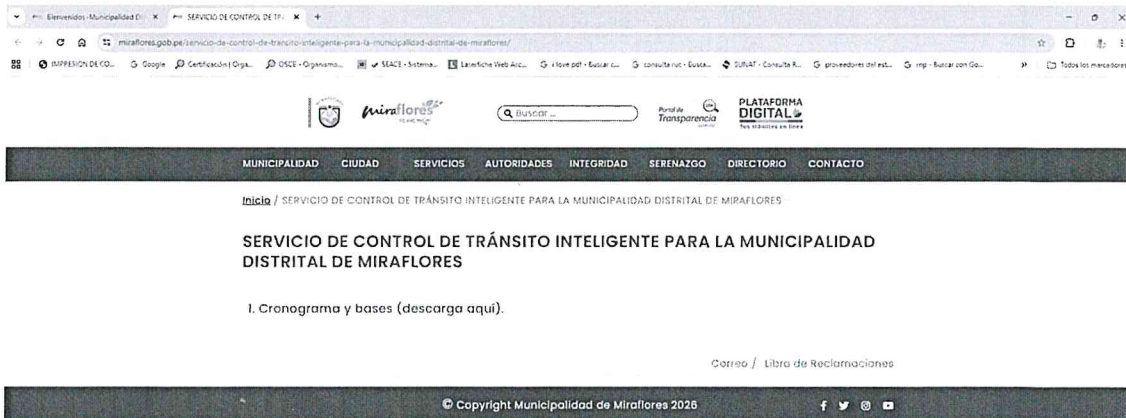 Bienvenidos -Municipalidad D
SERVICIO DE CONTROL DE TR
miraflores.gob.pe/servicio-de-control-de-transito-inteligente-para-la-municipalidad-distrital-de-miraflores/
IMPRESION DE CO...
Google
Certificación | Orga...
OSCE - Organismo...
SEACE - Sistema...
Laserfiche Web Acc...
i love pdf - Buscar c...
consulta ruc - Busca...
SUNAT - Consulta R...
proveedores del est...
rnp - Buscar con Go...
Todos los marcadores
miraflores
Buscar ...
Portal de
Transparencia
PLATAFORMA
DIGITAL
Tus trámites en línea
MUNICIPALIDAD CIUDAD SERVICIOS AUTORIDADES INTEGRIDAD SERENAZGO DIRECTORIO CONTACTO
Inicio / SERVICIO DE CONTROL DE TRÁNSITO INTELIGENTE PARA LA MUNICIPALIDAD DISTRITAL DE MIRAFLORES
SERVICIO DE CONTROL DE TRÁNSITO INTELIGENTE PARA LA MUNICIPALIDAD
DISTRITAL DE MIRAFLORES
1. Cronograma y bases (descarga aquí).
Correo / Libro de Reclamaciones
© Copyright Municipalidad de Miraflores 2026